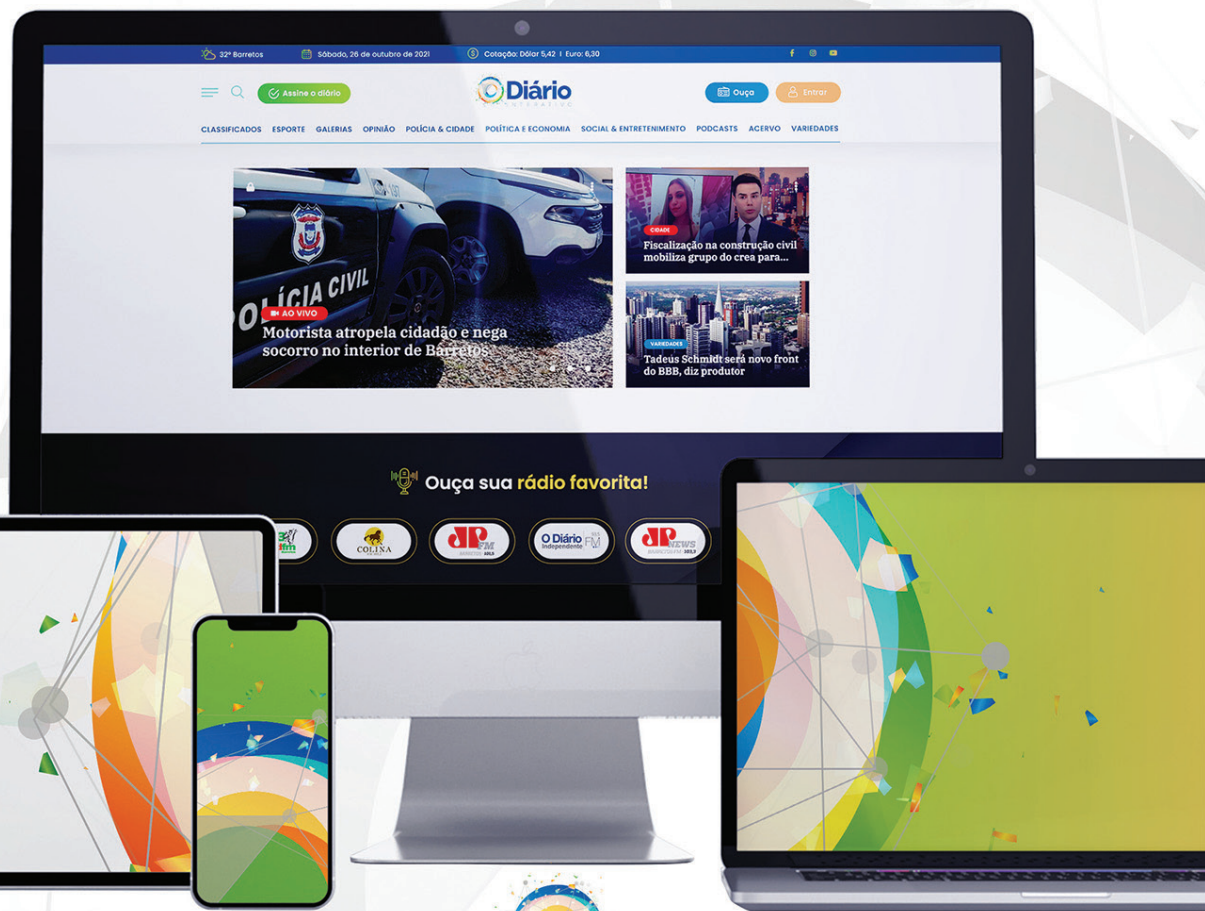 32º Barretos
Sábado, 26 de outubro de 2021
Cotação: Dólar 5,42 I Euro: 6,30
Assine o diário
Diário
INTERATIVO
Ouça
Entrar
CLASSIFICADOS ESPORTE GALERIAS OPINIÃO POLÍCIA & CIDADE POLÍTICA E ECONOMIA SOCIAL & ENTRETENIMENTO PODCASTS ACERVO VARIEDADES
197
POLÍCIA CIVIL
AO VIVO
Motorista atropela cidadão e nega
socorro no interior de Barretos
CIDADE
Fiscalização na construção civil
mobiliza grupo do crea para...
VARIEDADES
Tadeus Schmidt será novo front
do BBB, diz produtor
Ouça sua rádio favorita!
COLINA
JP FM
O Diário
Independente FM
JP NEWS